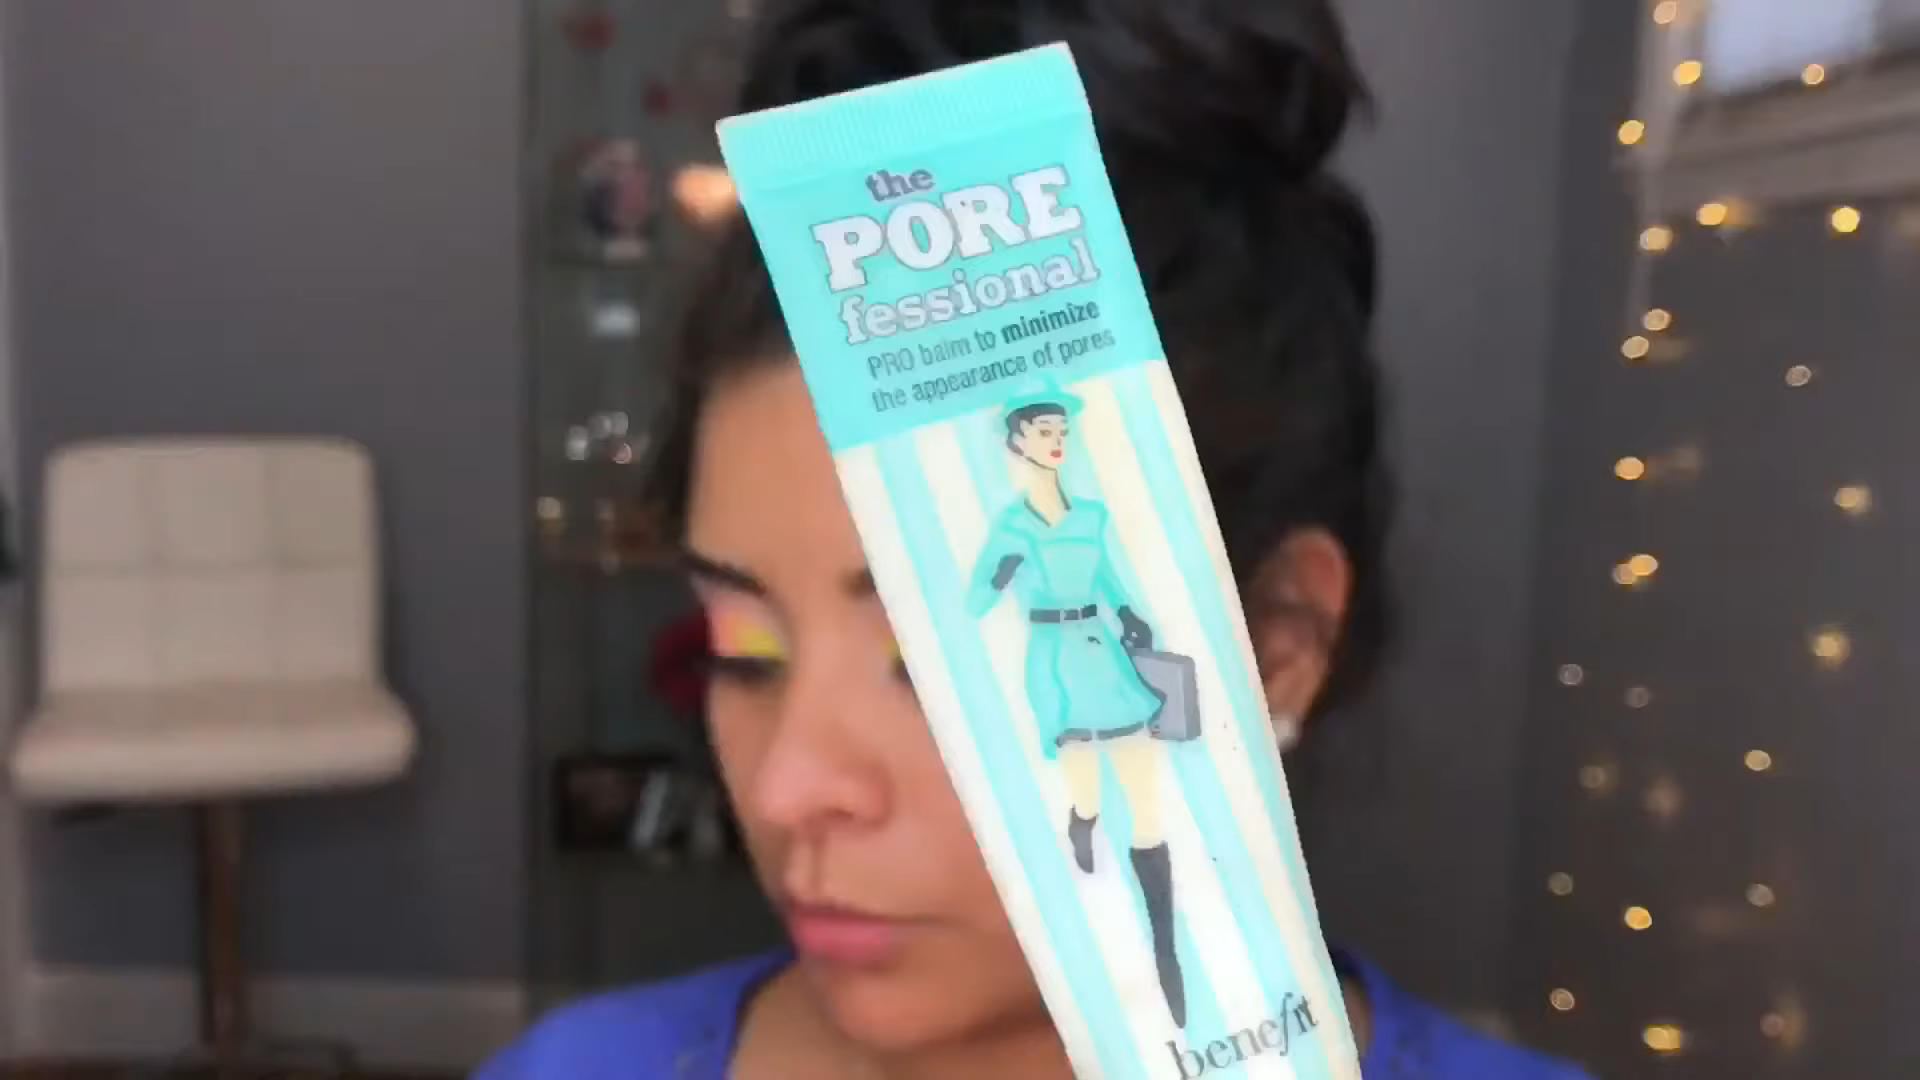 the
PORE
fessional
PRO balm to minimize
the appearance of pores
benefit